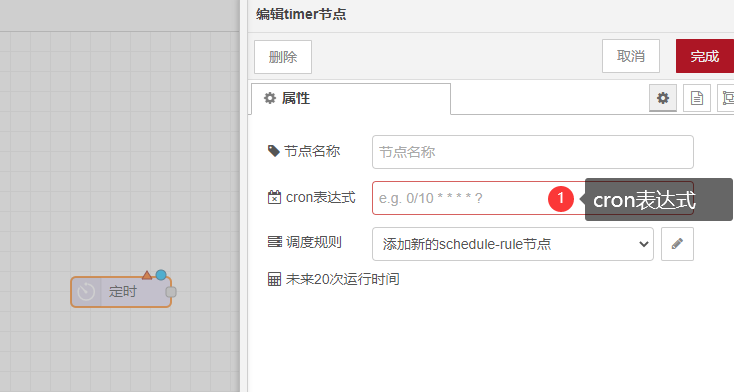 编辑timer节点
删除
取消
完成
属性
节点名称
节点名称
cron表达式
e.g. 0/10 * * * * ?
1
cron表达式
调度规则
添加新的schedule-rule节点
定时
未来20次运行时间